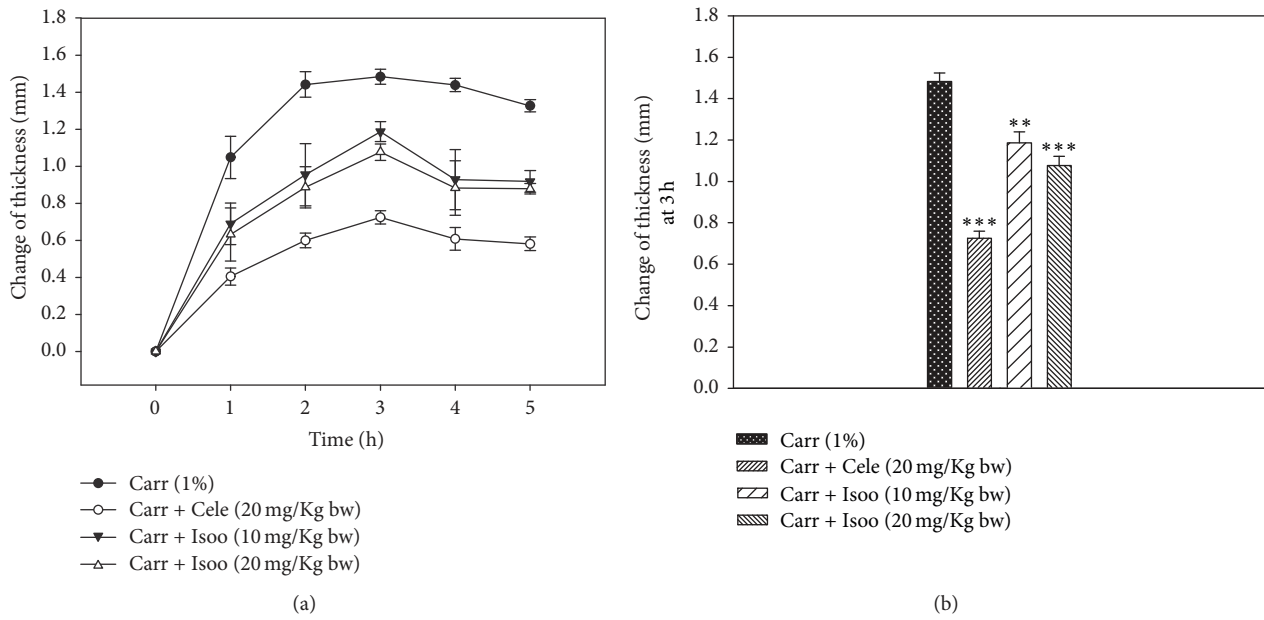 1.8
1.6
1.4
1.2
1.0
0.8
0.6
0.4
0.2
0.0
Change of thickness (mm)
0 1 2 3 4 5
Time (h)
Carr (1%)
Carr + Cele (20 mg/Kg bw)
Carr + Isoo (10 mg/Kg bw)
Carr + Isoo (20 mg/Kg bw)
(a)
1.8
1.6
1.4
1.2
1.0
0.8
0.6
0.4
0.2
0.0
Change of thickness (mm)
at 3 h
***
**
***
Carr (1%)
Carr + Cele (20 mg/Kg bw)
Carr + Isoo (10 mg/Kg bw)
Carr + Isoo (20 mg/Kg bw)
(b)